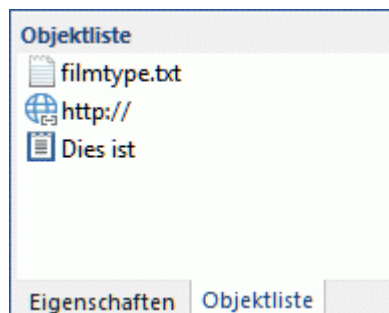 Objektliste
filmtype.txt
http://
Dies ist
Eigenschaften Objektliste